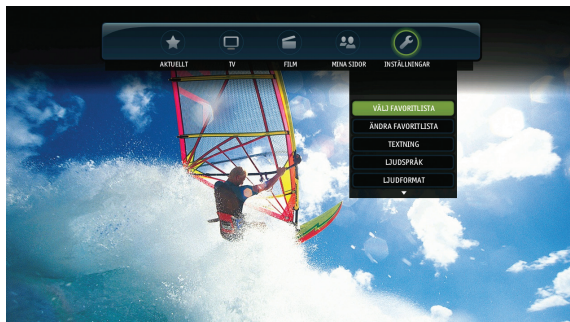 AKTUELLT TV FILM MINA SIDOR INSTÄLLNINGAR
VÄLJ FAVORITLISTA
ÄNDRA FAVORITLISTA
TEXTNING
LJUDSPRÅK
LJUDFORMAT